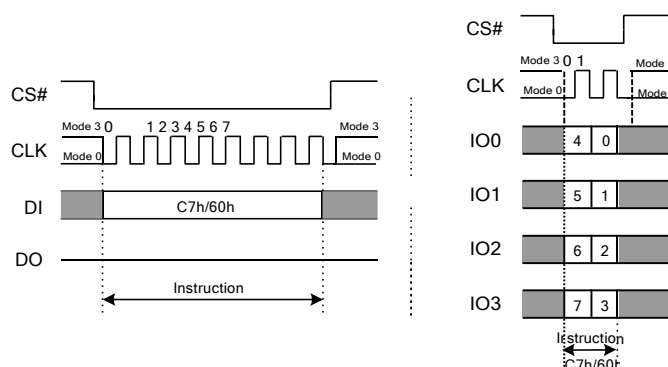 CS#
Mode 3 0 1 2 3 4 5 6 7 Mode 3
CLK
Mode 0 Mode 0
DI C7h/60h
DO
Instruction
CS#
Mode 3 0 1 Mode
CLK
Mode 0 Mode
IO0 4 0
IO1 5 1
IO2 6 2
IO3 7 3
Instruction
C7h/60h